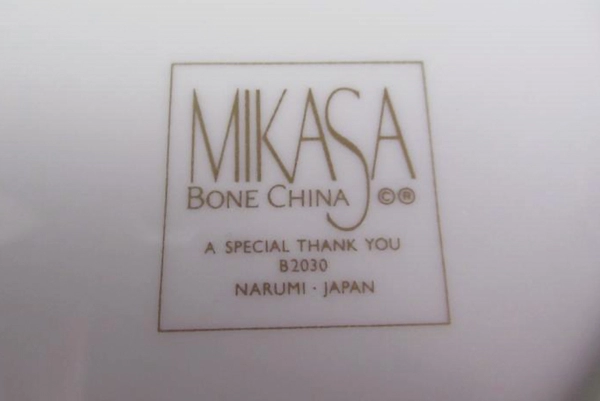 MIKASA
BONE CHINA ©®
A SPECIAL THANK YOU
B2030
NARUMI · JAPAN